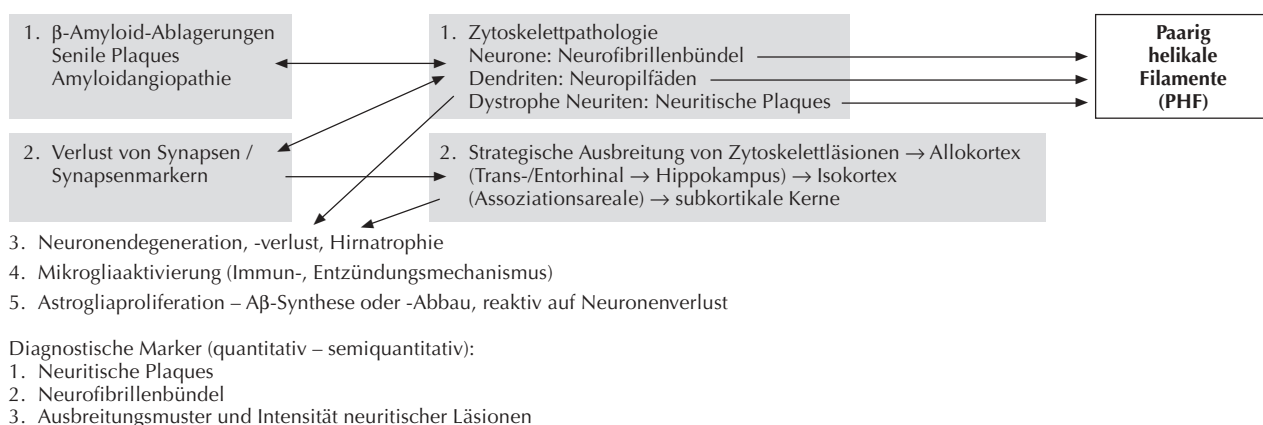 1. β-Amyloid-Ablagerungen
Senile Plaques
Amyloidangiopathie
1. Zytoskelettpathologie
Neurone: Neurofibrillenbündel
Dendriten: Neuropilfäden
Dystrophe Neuriten: Neuritische Plaques
Paarig
helikale
Filamente
(PHF)
2. Verlust von Synapsen /
Synapsenmarkern
2. Strategische Ausbreitung von Zytoskelettläsionen → Allokortex
(Trans-/Entorhinal → Hippokampus) → Isokortex
(Assoziationsareale) → subkortikale Kerne
3. Neuronendegeneration, -verlust, Hirnatrophie
4. Mikrogliaaktivierung (Immun-, Entzündungsmechanismus)
5. Astrogliaproliferation – Aβ-Synthese oder -Abbau, reaktiv auf Neuronenverlust
Diagnostische Marker (quantitativ – semiquantitativ):
1. Neuritische Plaques
2. Neurofibrillenbündel
3. Ausbreitungsmuster und Intensität neuritischer Läsionen